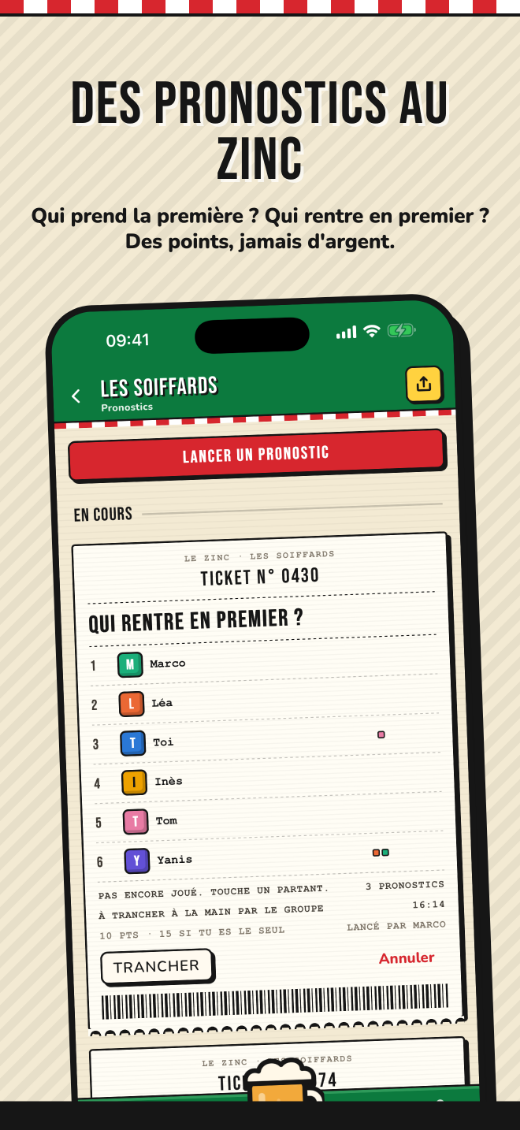 DES PRONOSTICS AU
ZINC
Qui prend la première ? Qui rentre en premier ?
Des points, jamais d'argent.
09:41
LES SOIFFARDS
Pronostics
LANCER UN PRONOSTIC
EN COURS
LE ZINC · LES SOIFFARDS
TICKET N° 0430
QUI RENTRE EN PREMIER ?
1 M Marco
2 L Léa
3 T Toi
4 I Inès
5 T Tom
6 Y Yanis
PAS ENCORE JOUÉ. TOUCHE UN PARTANT. 3 PRONOSTICS
À TRANCHER À LA MAIN PAR LE GROUPE 16:14
10 PTS · 15 SI TU ES LE SEUL LANCÉ PAR MARCO
TRANCHER Annuler
LE ZINC